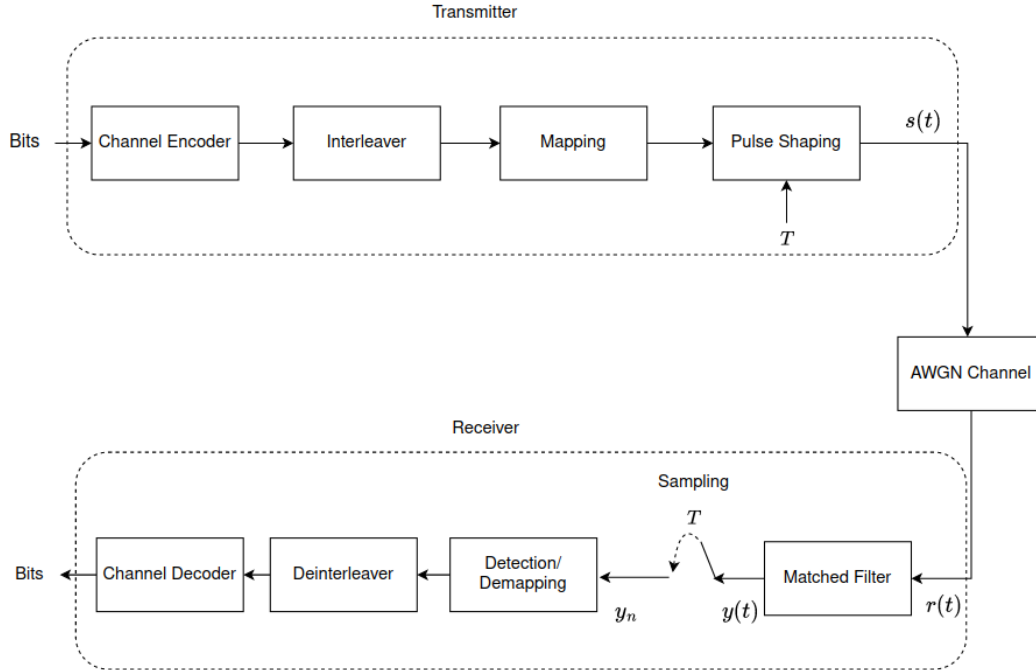 Transmitter
Bits
Channel Encoder
Interleaver
Mapping
Pulse Shaping
s(t)
T
AWGN Channel
Receiver
Sampling
T
Bits
Channel Decoder
Deinterleaver
Detection/
Demapping
Matched Filter
yₙ
y(t)
r(t)